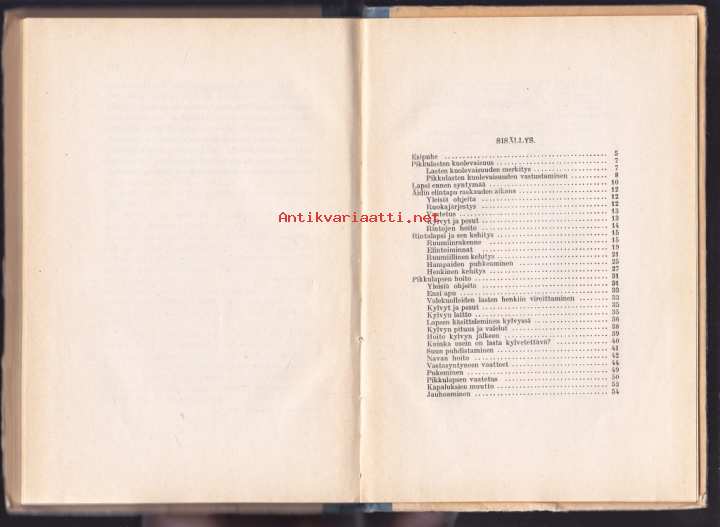 SISÄLLYS.
Esipuhe 5
Pikkulasten kuolevaisuus 7
Lasten kuolevaisuuden merkitys 7
Pikkulasten kuolevaisuuden vastustaminen 8
Lapsi ennen syntymää 10
Äidin elintapa raskauden aikana 12
Yleisiä ohjeita 12
Ruokajärjestys 12
Vaatetus 13
Kylvyt ja pesut 13
Rintojen hoito 14
Rintalapsi ja sen kehitys 15
Ruumiinrakenne 15
Elintoiminnat 19
Ruumiillinen kehitys 21
Hampaiden puhkeaminen 25
Henkinen kehitys 27
Pikkulapsen hoito 31
Yleisiä ohjeita 31
Ensi apu 33
Valekuolleiden lasten henkiin viroittaminen 33
Kylvyt ja pesut 35
Kylvyn laitto 35
Lapsen käsitteleminen kylvyssä 36
Kylvyn pituus ja valelut 38
Hoito kylvyn jälkeen 39
Kuinka usein on lasta kylvetettävä? 40
Suun puhdistaminen 41
Navan hoito 42
Vastasyntyneen vaatteet 44
Pukeminen 49
Pikkulapsen vaatetus 50
Kapaluksien muutto 53
Jauhoaminen 54
Antikvariaatti.net